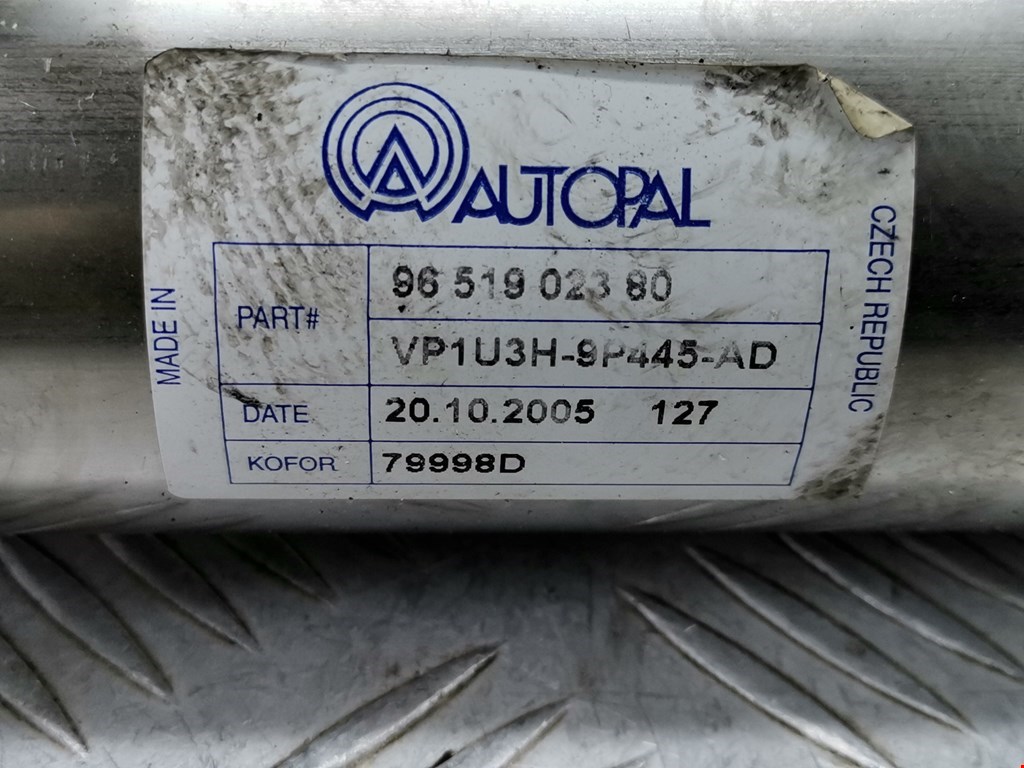 AUTOPAL
MADE IN
PART# 96 519 023 80
VP1U3H-9P445-AD
DATE 20.10.2005 127
KOFOR 79998D
CZECH REPUBLIC